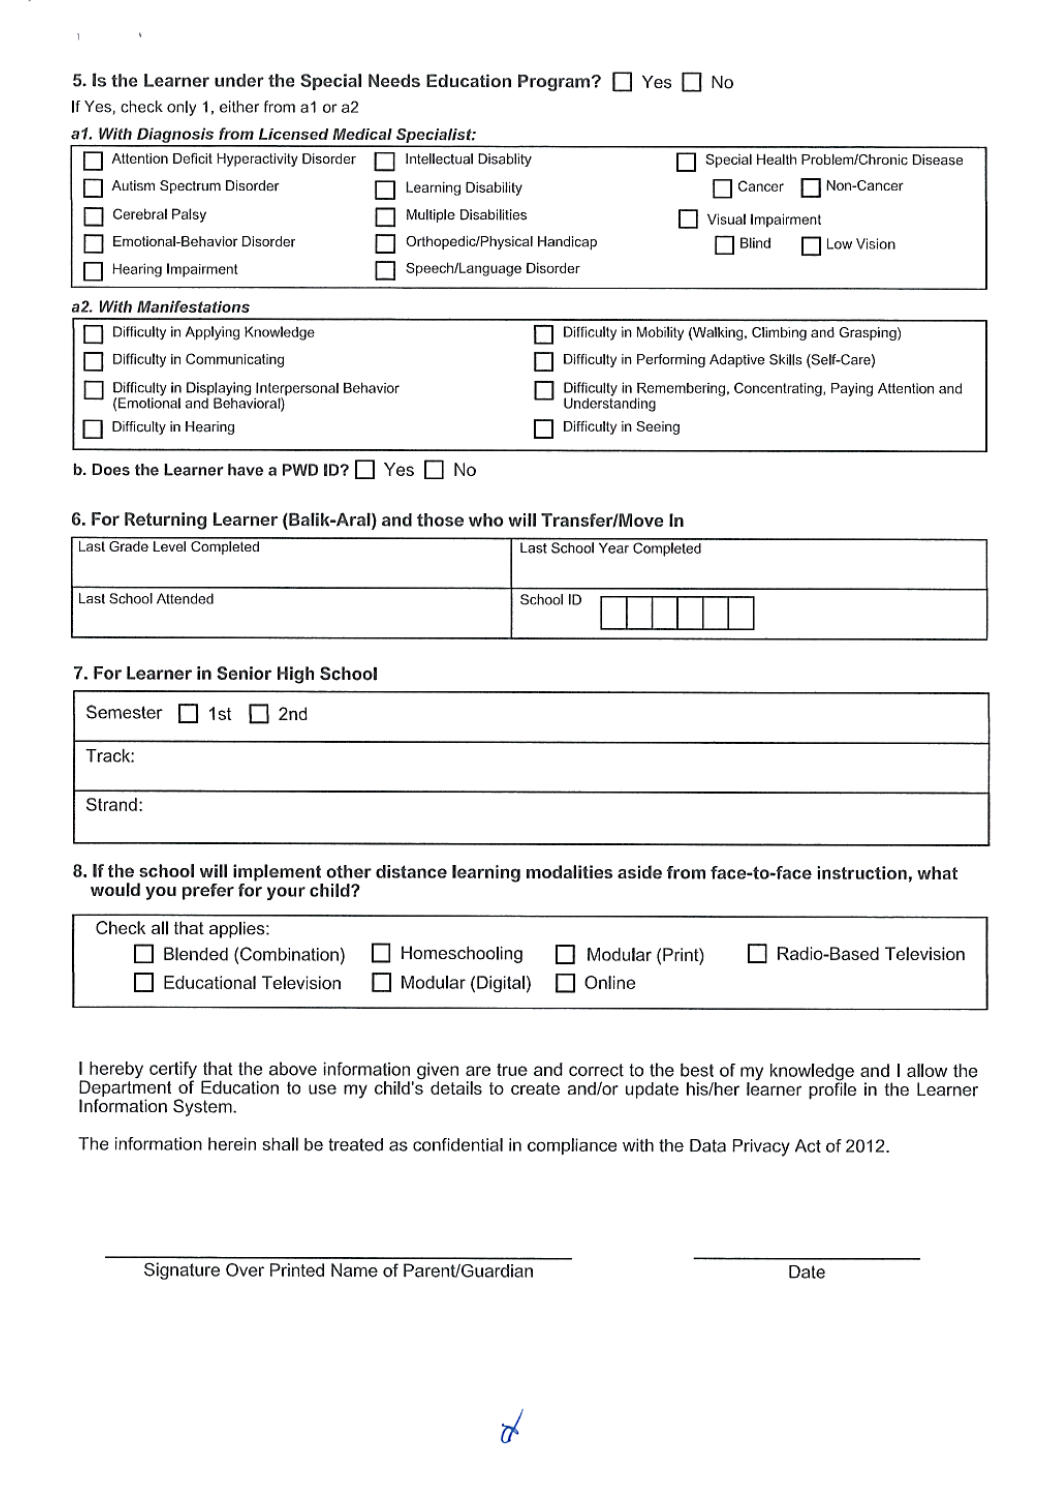 5. Is the Learner under the Special Needs Education Program? Yes No
If Yes, check only 1, either from a1 or a2
a1. With Diagnosis from Licensed Medical Specialist:
Attention Deficit Hyperactivity Disorder Intellectual Disablity Special Health Problem/Chronic Disease
Autism Spectrum Disorder Learning Disability Cancer Non-Cancer
Cerebral Palsy Multiple Disabilities Visual Impairment
Emotional-Behavior Disorder Orthopedic/Physical Handicap Blind Low Vision
Hearing Impairment Speech/Language Disorder
a2. With Manifestations
Difficulty in Applying Knowledge Difficulty in Mobility (Walking, Climbing and Grasping)
Difficulty in Communicating Difficulty in Performing Adaptive Skills (Self-Care)
Difficulty in Displaying Interpersonal Behavior Difficulty in Remembering, Concentrating, Paying Attention and
(Emotional and Behavioral) Understanding
Difficulty in Hearing Difficulty in Seeing
b. Does the Learner have a PWD ID? Yes No
6. For Returning Learner (Balik-Aral) and those who will Transfer/Move In
Last Grade Level Completed Last School Year Completed
Last School Attended School ID
7. For Learner in Senior High School
Semester 1st 2nd
Track:
Strand:
8. If the school will implement other distance learning modalities aside from face-to-face instruction, what
would you prefer for your child?
Check all that applies:
Blended (Combination) Homeschooling Modular (Print) Radio-Based Television
Educational Television Modular (Digital) Online
I hereby certify that the above information given are true and correct to the best of my knowledge and I allow the
Department of Education to use my child's details to create and/or update his/her learner profile in the Learner
Information System.
The information herein shall be treated as confidential in compliance with the Data Privacy Act of 2012.
Signature Over Printed Name of Parent/Guardian Date